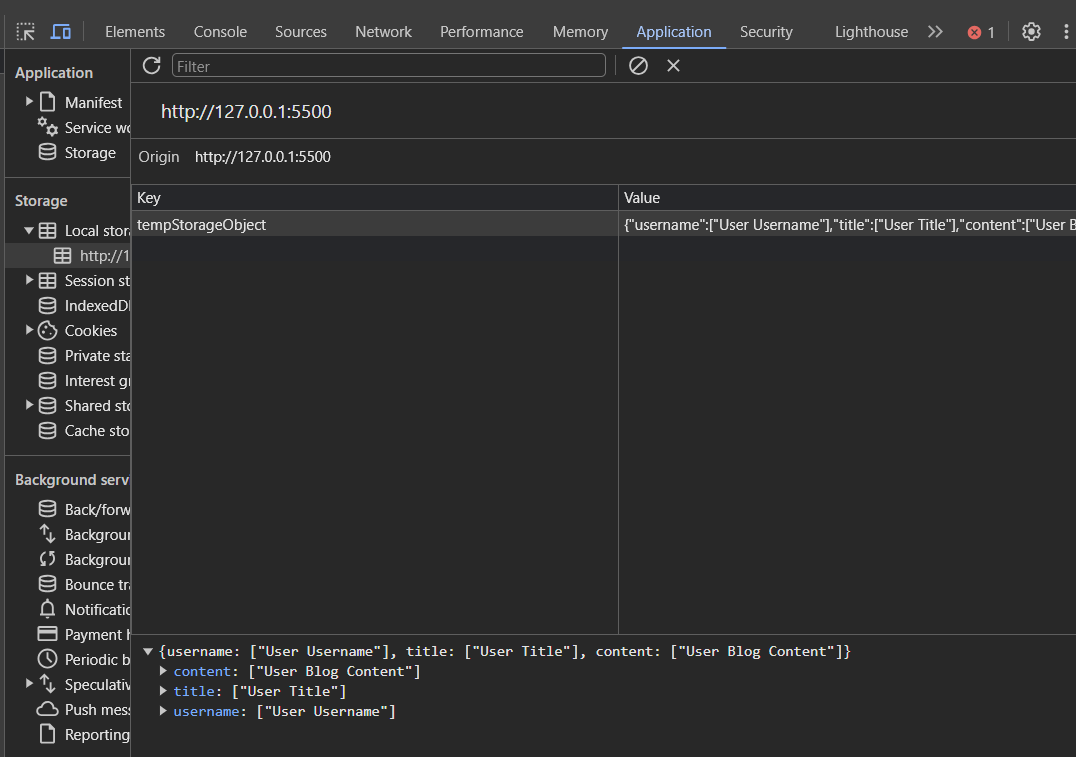 Elements Console Sources Network Performance Memory Application Security Lighthouse 1
Application
Manifest
Service wo
Storage
Storage
Local stora
http://1
Session st
IndexedDB
Cookies
Private sta
Interest gr
Shared sto
Cache sto
Background serv
Back/forw
Backgrou
Backgrou
Bounce tra
Notificatio
Payment h
Periodic b
Speculativ
Push mess
Reporting
Filter
http://127.0.0.1:5500
Origin http://127.0.0.1:5500
Key Value
tempStorageObject {"username":["User Username"],"title":["User Title"],"content":["User B
{username: ["User Username"], title: ["User Title"], content: ["User Blog Content"]}
content: ["User Blog Content"]
title: ["User Title"]
username: ["User Username"]